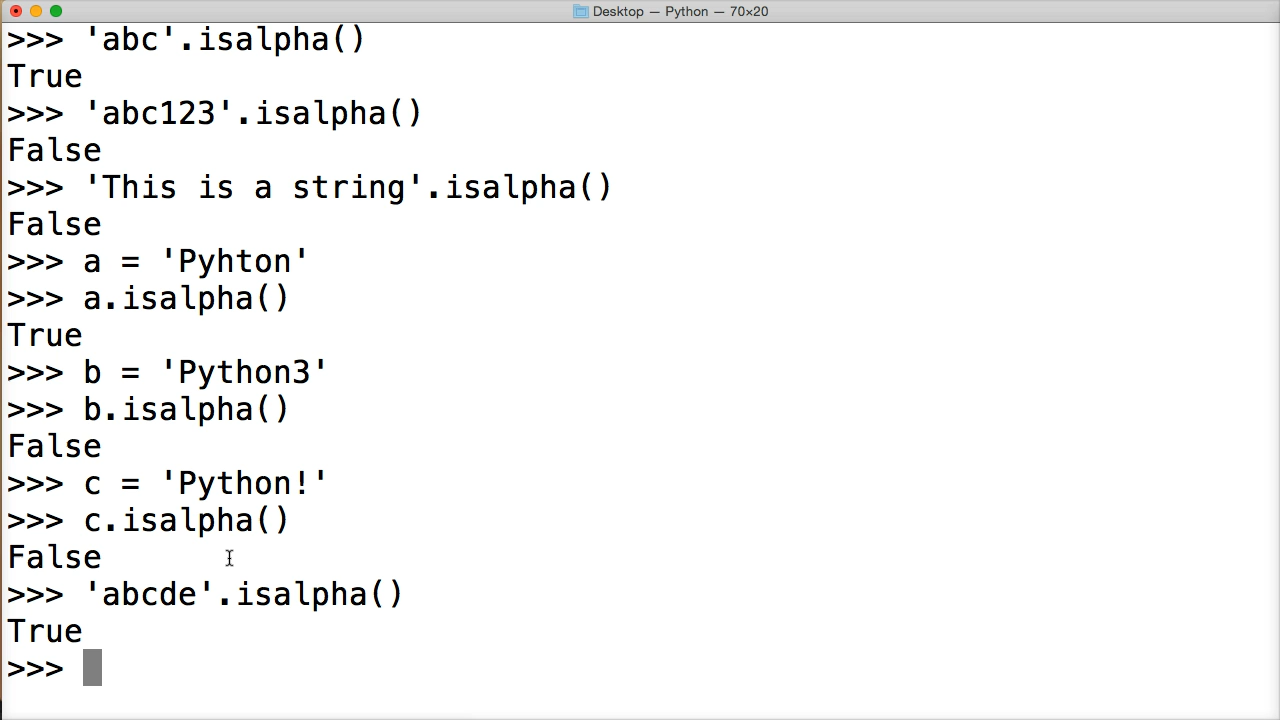 Desktop — Python — 70×20
>>> 'abc'.isalpha()
True
>>> 'abc123'.isalpha()
False
>>> 'This is a string'.isalpha()
False
>>> a = 'Pyhton'
>>> a.isalpha()
True
>>> b = 'Python3'
>>> b.isalpha()
False
>>> c = 'Python!'
>>> c.isalpha()
False
>>> 'abcde'.isalpha()
True
>>>